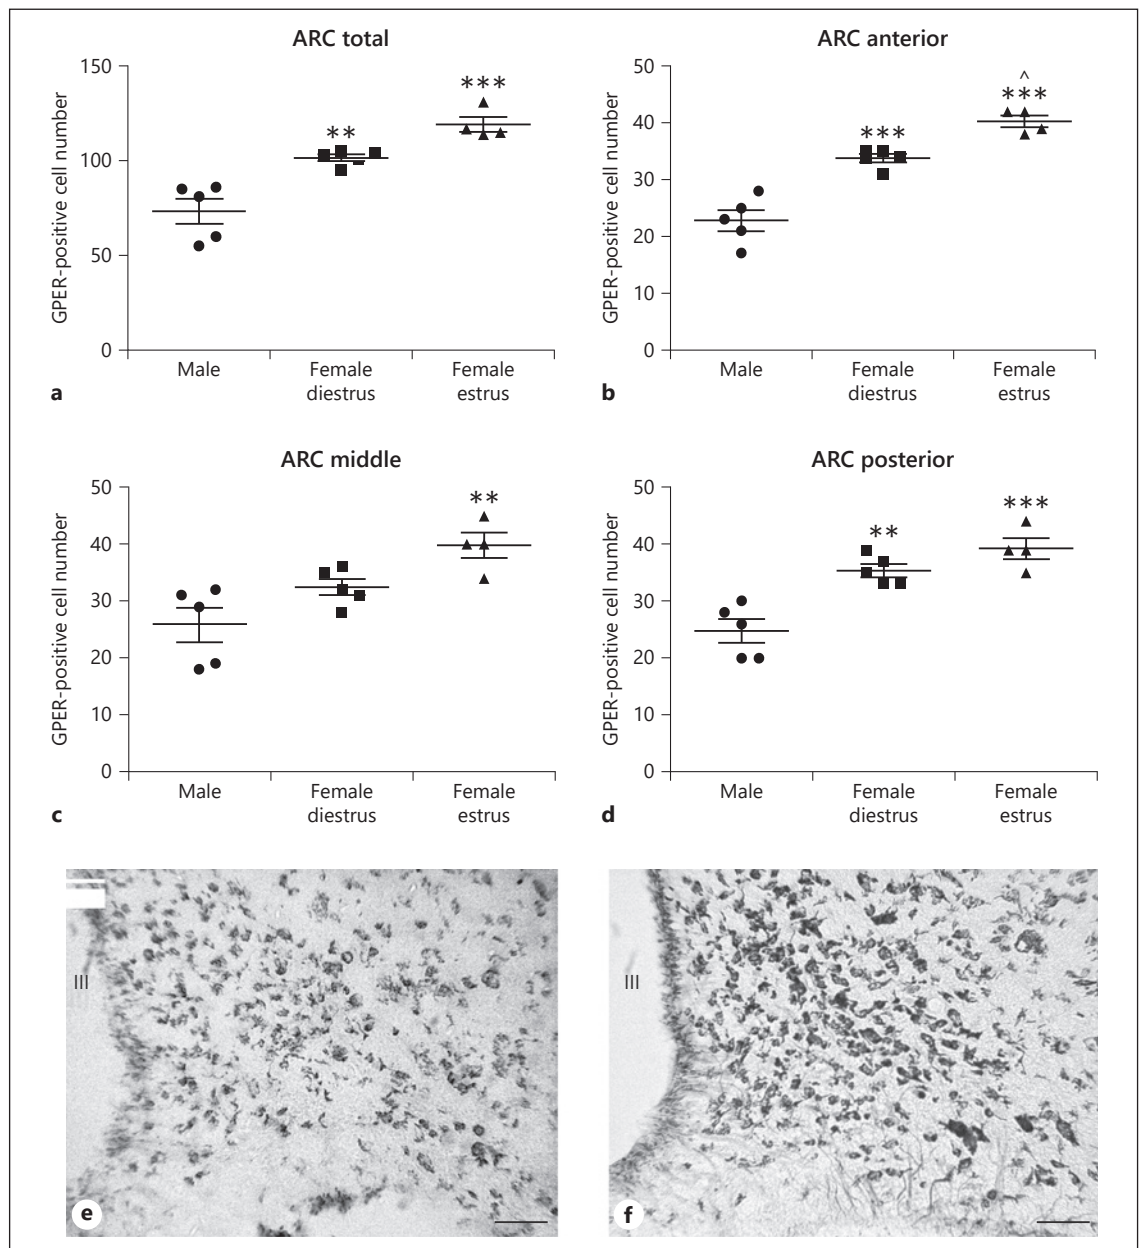 ARC total
150
100
50
0
GPER-positive cell number
**
***
Male
Female
diestrus
Female
estrus
a
ARC anterior
50
40
30
20
10
0
GPER-positive cell number
***
^
***
Male
Female
diestrus
Female
estrus
b
ARC middle
50
40
30
20
10
0
GPER-positive cell number
**
Male
Female
diestrus
Female
estrus
c
ARC posterior
50
40
30
20
10
0
GPER-positive cell number
**
***
Male
Female
diestrus
Female
estrus
d
III
e
III
f